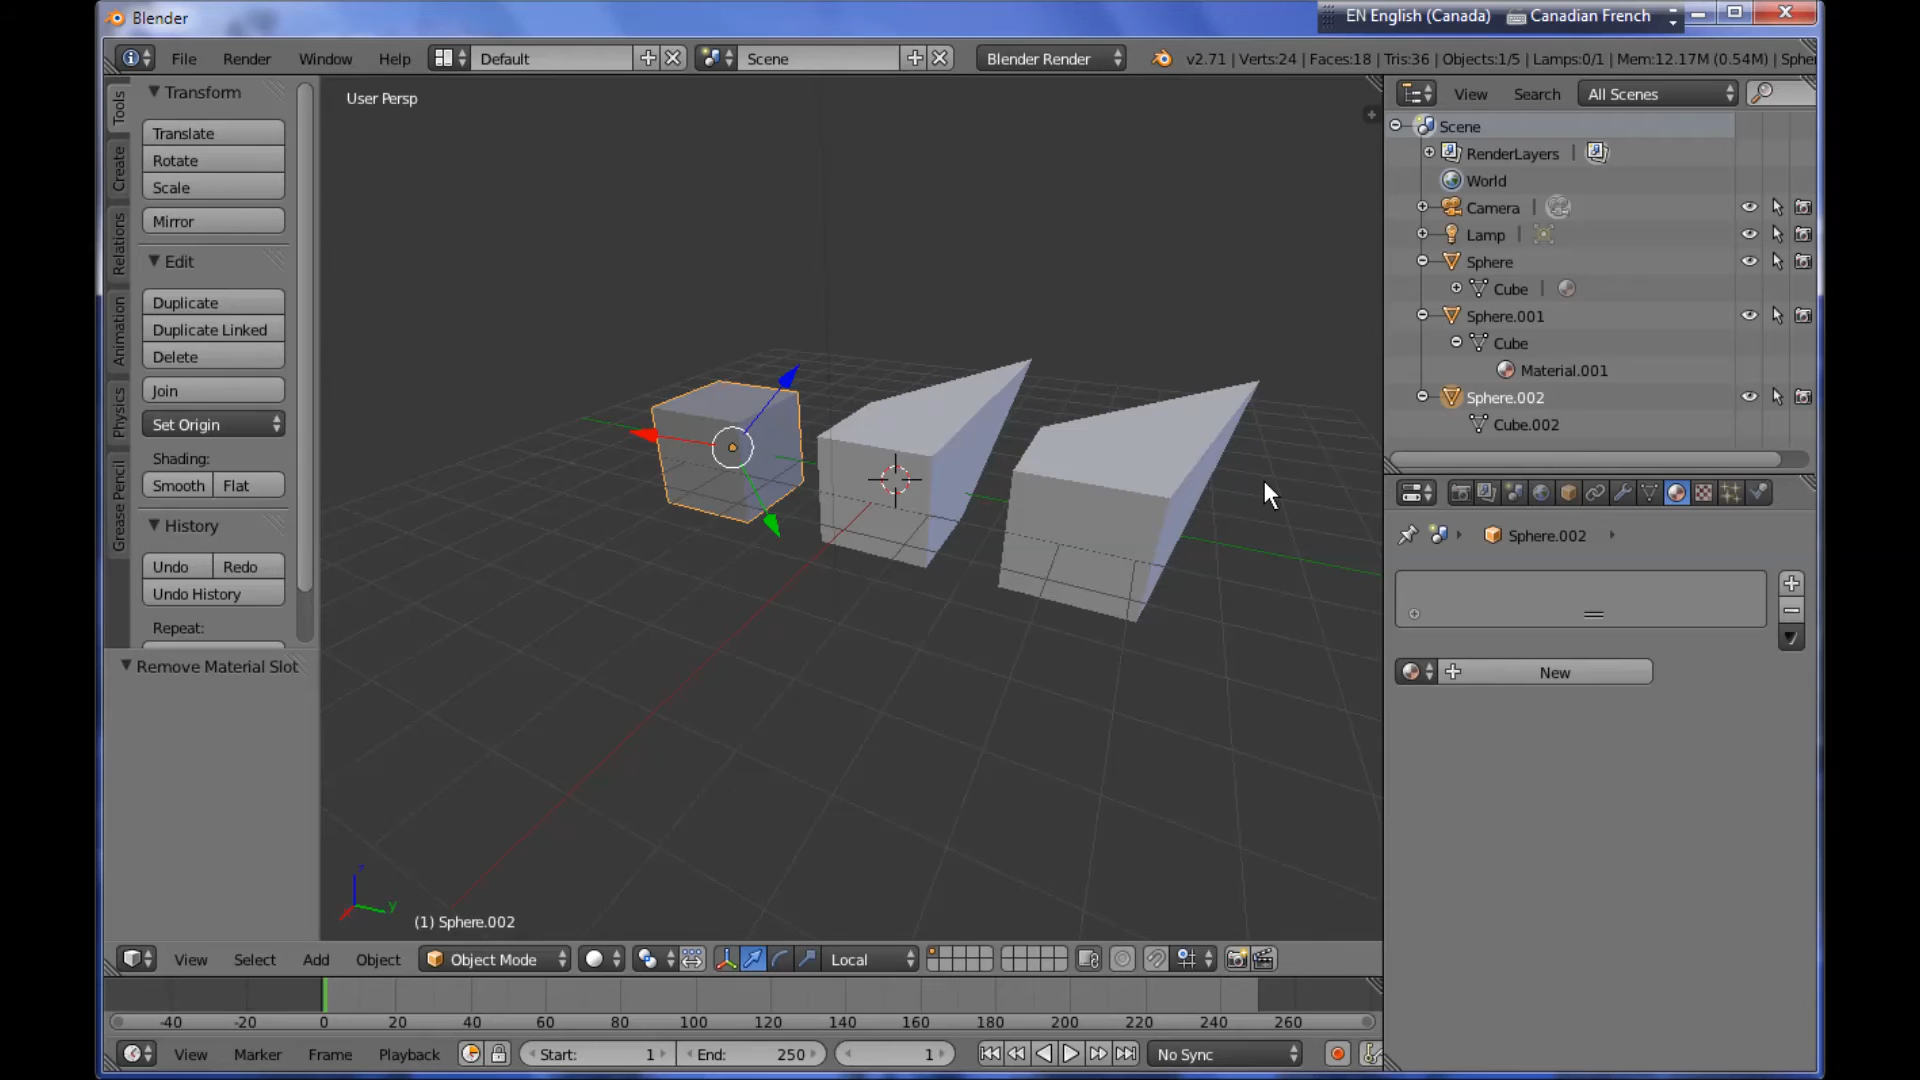 Blender
EN English (Canada) Canadian French
File Render Window Help Default Scene Blender Render v2.71 | Verts:24 | Faces:18 | Tris:36 | Objects:1/5 | Lamps:0/1 | Mem:12.17M (0.54M) | Sphe
Tools
Create
Relations
Animation
Physics
Grease Pencil
Transform
Translate
Rotate
Scale
Mirror
Edit
Duplicate
Duplicate Linked
Delete
Join
Set Origin
Shading:
Smooth Flat
History
Undo Redo
Undo History
Repeat:
Remove Material Slot
User Persp
z
y
(1) Sphere.002
View Select Add Object Object Mode Local
-40 -20 0 20 40 60 80 100 120 140 160 180 200 220 240 260
View Marker Frame Playback Start: 1 End: 250 1 No Sync
View Search All Scenes
Scene
RenderLayers |
World
Camera |
Lamp |
Sphere
Cube |
Sphere.001
Cube
Material.001
Sphere.002
Cube.002
Sphere.002
New